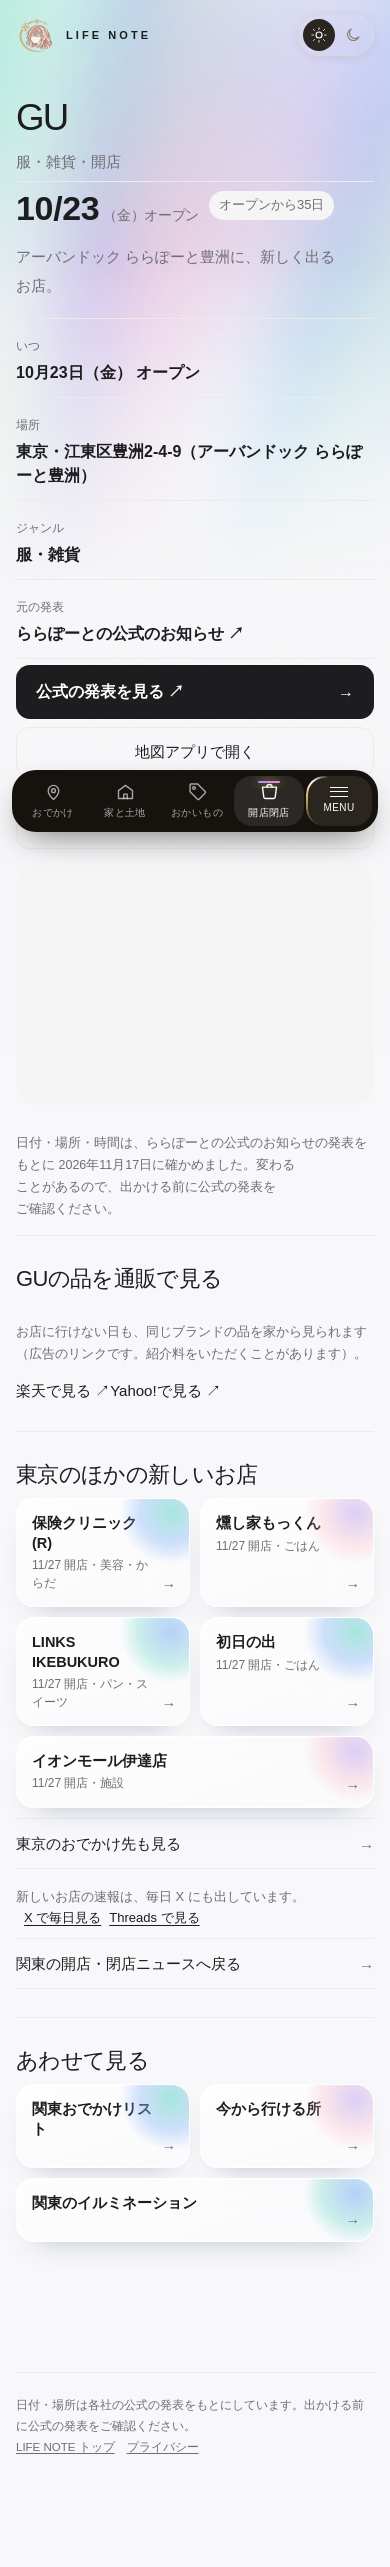 LIFE NOTE
GU
服・雑貨・開店
10/23 （金）オープン オープンから35日
アーバンドック ららぽーと豊洲に、新しく出る
お店。
いつ
10月23日（金） オープン
場所
東京・江東区豊洲2-4-9（アーバンドック ららぽ
ーと豊洲）
ジャンル
服・雑貨
元の発表
ららぽーとの公式のお知らせ ↗
公式の発表を見る ↗ →
地図アプリで開く
おでかけ 家と土地 おかいもの 開店閉店 MENU
日付・場所・時間は、ららぽーとの公式のお知らせの発表を
もとに 2026年11月17日に確かめました。変わる
ことがあるので、出かける前に公式の発表を
ご確認ください。
GUの品を通販で見る
お店に行けない日も、同じブランドの品を家から見られます
（広告のリンクです。紹介料をいただくことがあります）。
楽天で見る ↗Yahoo!で見る ↗
東京のほかの新しいお店
保険クリニック
(R)
11/27 開店・美容・か
らだ →
燻し家もっくん
11/27 開店・ごはん
→
LINKS
IKEBUKURO
11/27 開店・パン・ス
イーツ →
初日の出
11/27 開店・ごはん
→
イオンモール伊達店
11/27 開店・施設 →
東京のおでかけ先も見る →
新しいお店の速報は、毎日 X にも出しています。
X で毎日見る Threads で見る
関東の開店・閉店ニュースへ戻る →
あわせて見る
関東おでかけリス
ト →
今から行ける所
→
関東のイルミネーション
→
日付・場所は各社の公式の発表をもとにしています。出かける前
に公式の発表をご確認ください。
LIFE NOTE トップ プライバシー